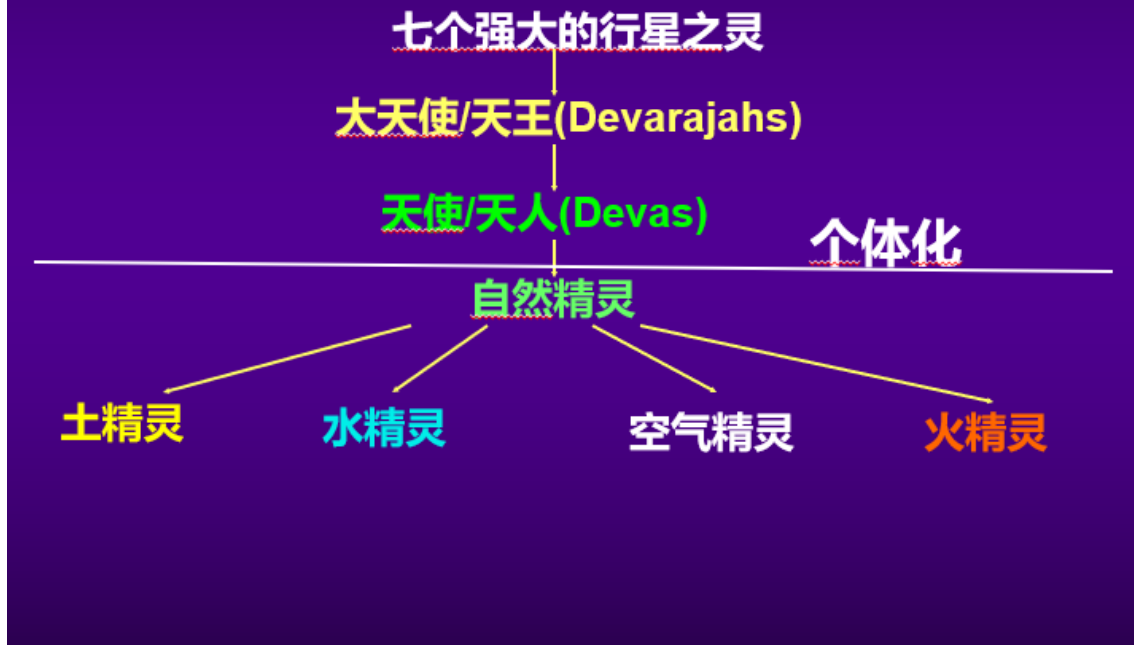 七个强大的行星之灵
大天使/天王(Devarajahs)
天使/天人(Devas)
个体化
自然精灵
土精灵
水精灵
空气精灵
火精灵